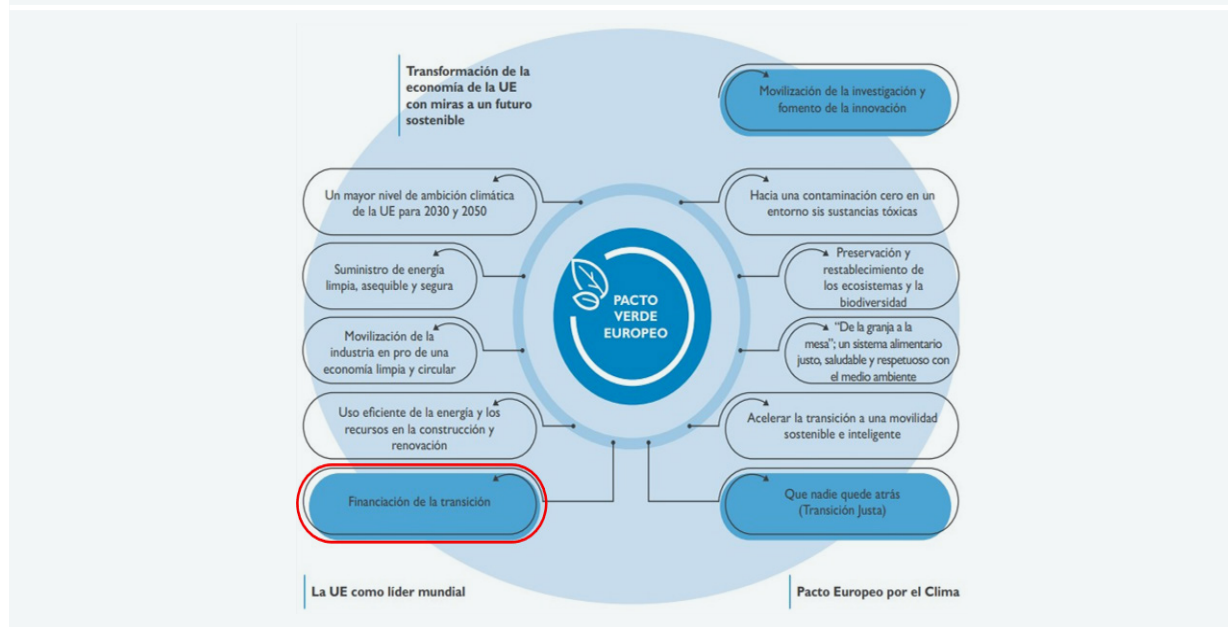 Transformación de la
economía de la UE
con miras a un futuro
sostenible
Movilización de la investigación y
fomento de la innovación
Un mayor nivel de ambición climática
de la UE para 2030 y 2050
Hacia una contaminación cero en un
entorno sis sustancias tóxicas
Suministro de energía
limpia, asequible y segura
Preservación y
restablecimiento de
los ecosistemas y la
biodiversidad
PACTO
VERDE
EUROPEO
Movilización de la
industria en pro de una
economía limpia y circular
"De la granja a la
mesa"; un sistema alimentario
justo, saludable y respetuoso con
el medio ambiente
Uso eficiente de la energía y los
recursos en la construcción y
renovación
Acelerar la transición a una movilidad
sostenible e inteligente
Financiación de la transición
Que nadie quede atrás
(Transición Justa)
La UE como líder mundial
Pacto Europeo por el Clima